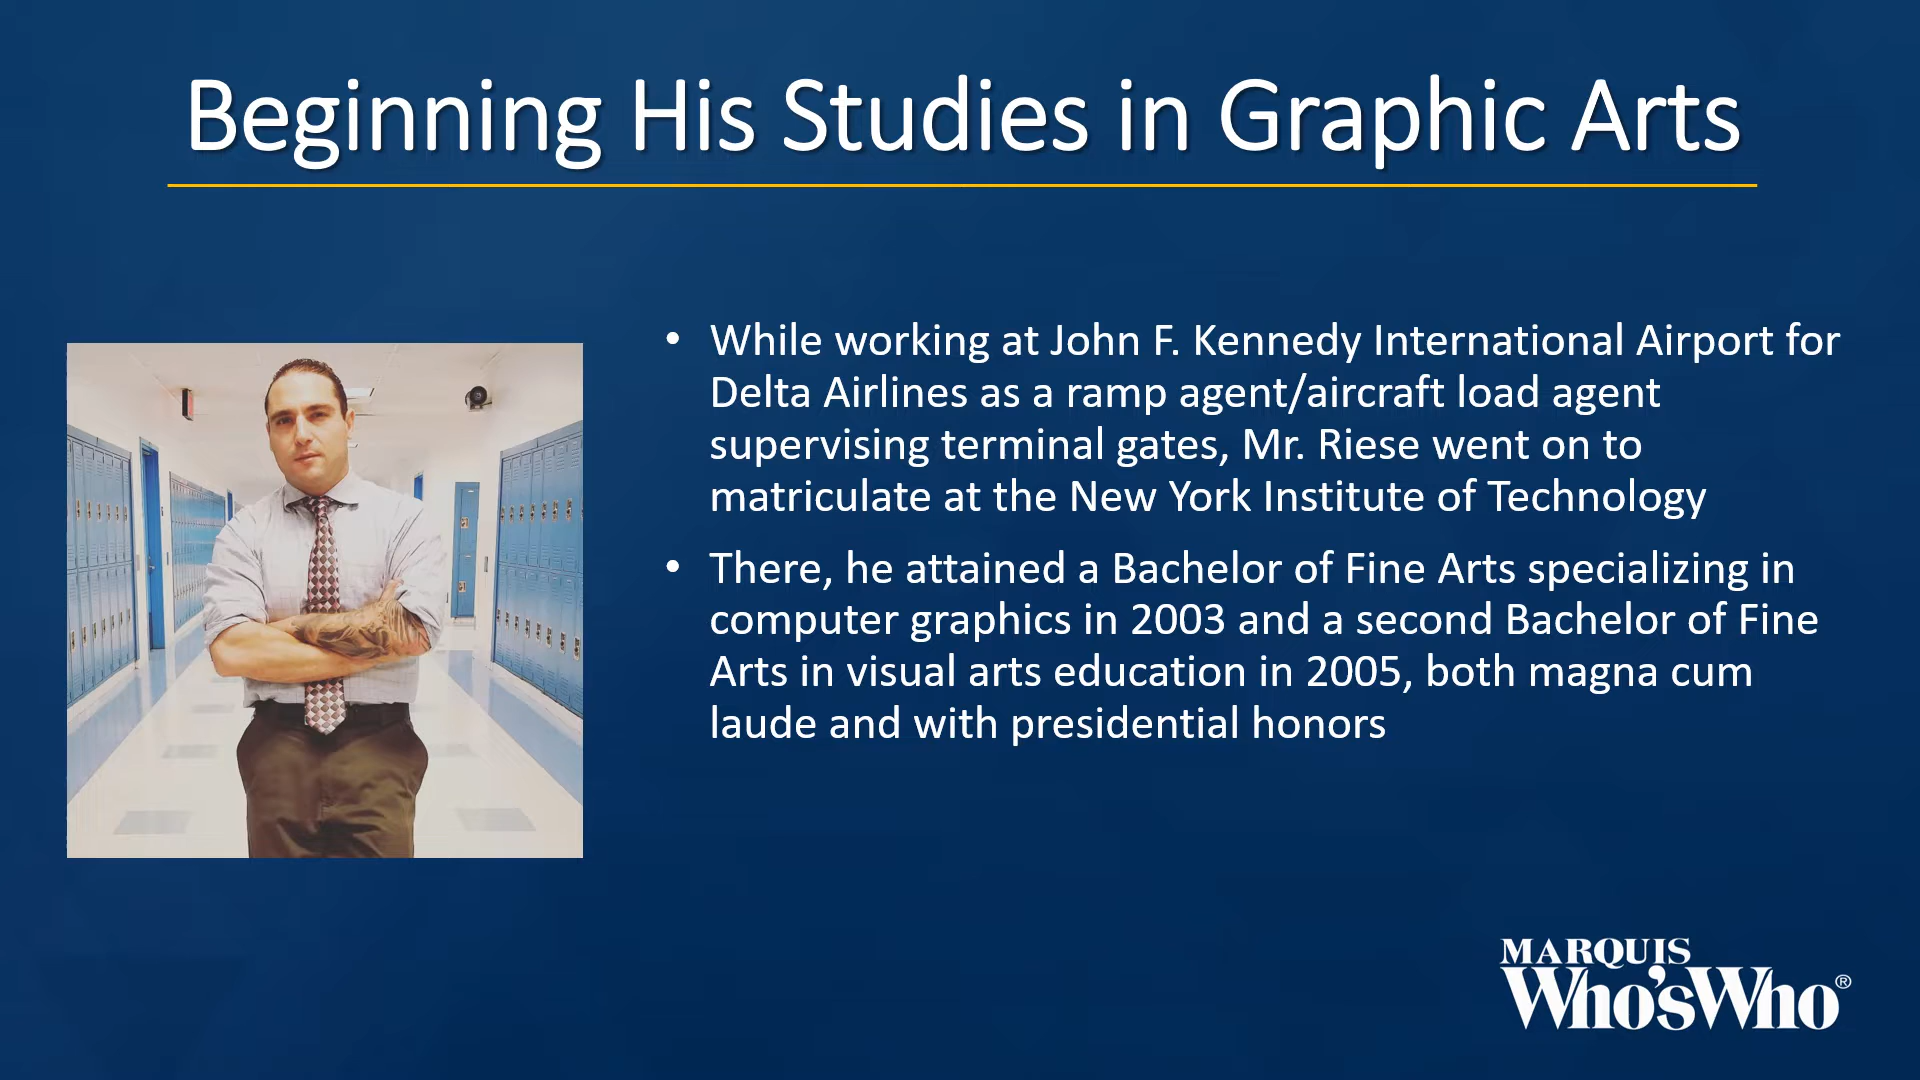 Beginning His Studies in Graphic Arts
• While working at John F. Kennedy International Airport for
Delta Airlines as a ramp agent/aircraft load agent
supervising terminal gates, Mr. Riese went on to
matriculate at the New York Institute of Technology
• There, he attained a Bachelor of Fine Arts specializing in
computer graphics in 2003 and a second Bachelor of Fine
Arts in visual arts education in 2005, both magna cum
laude and with presidential honors
MARQUIS
Who'sWho®